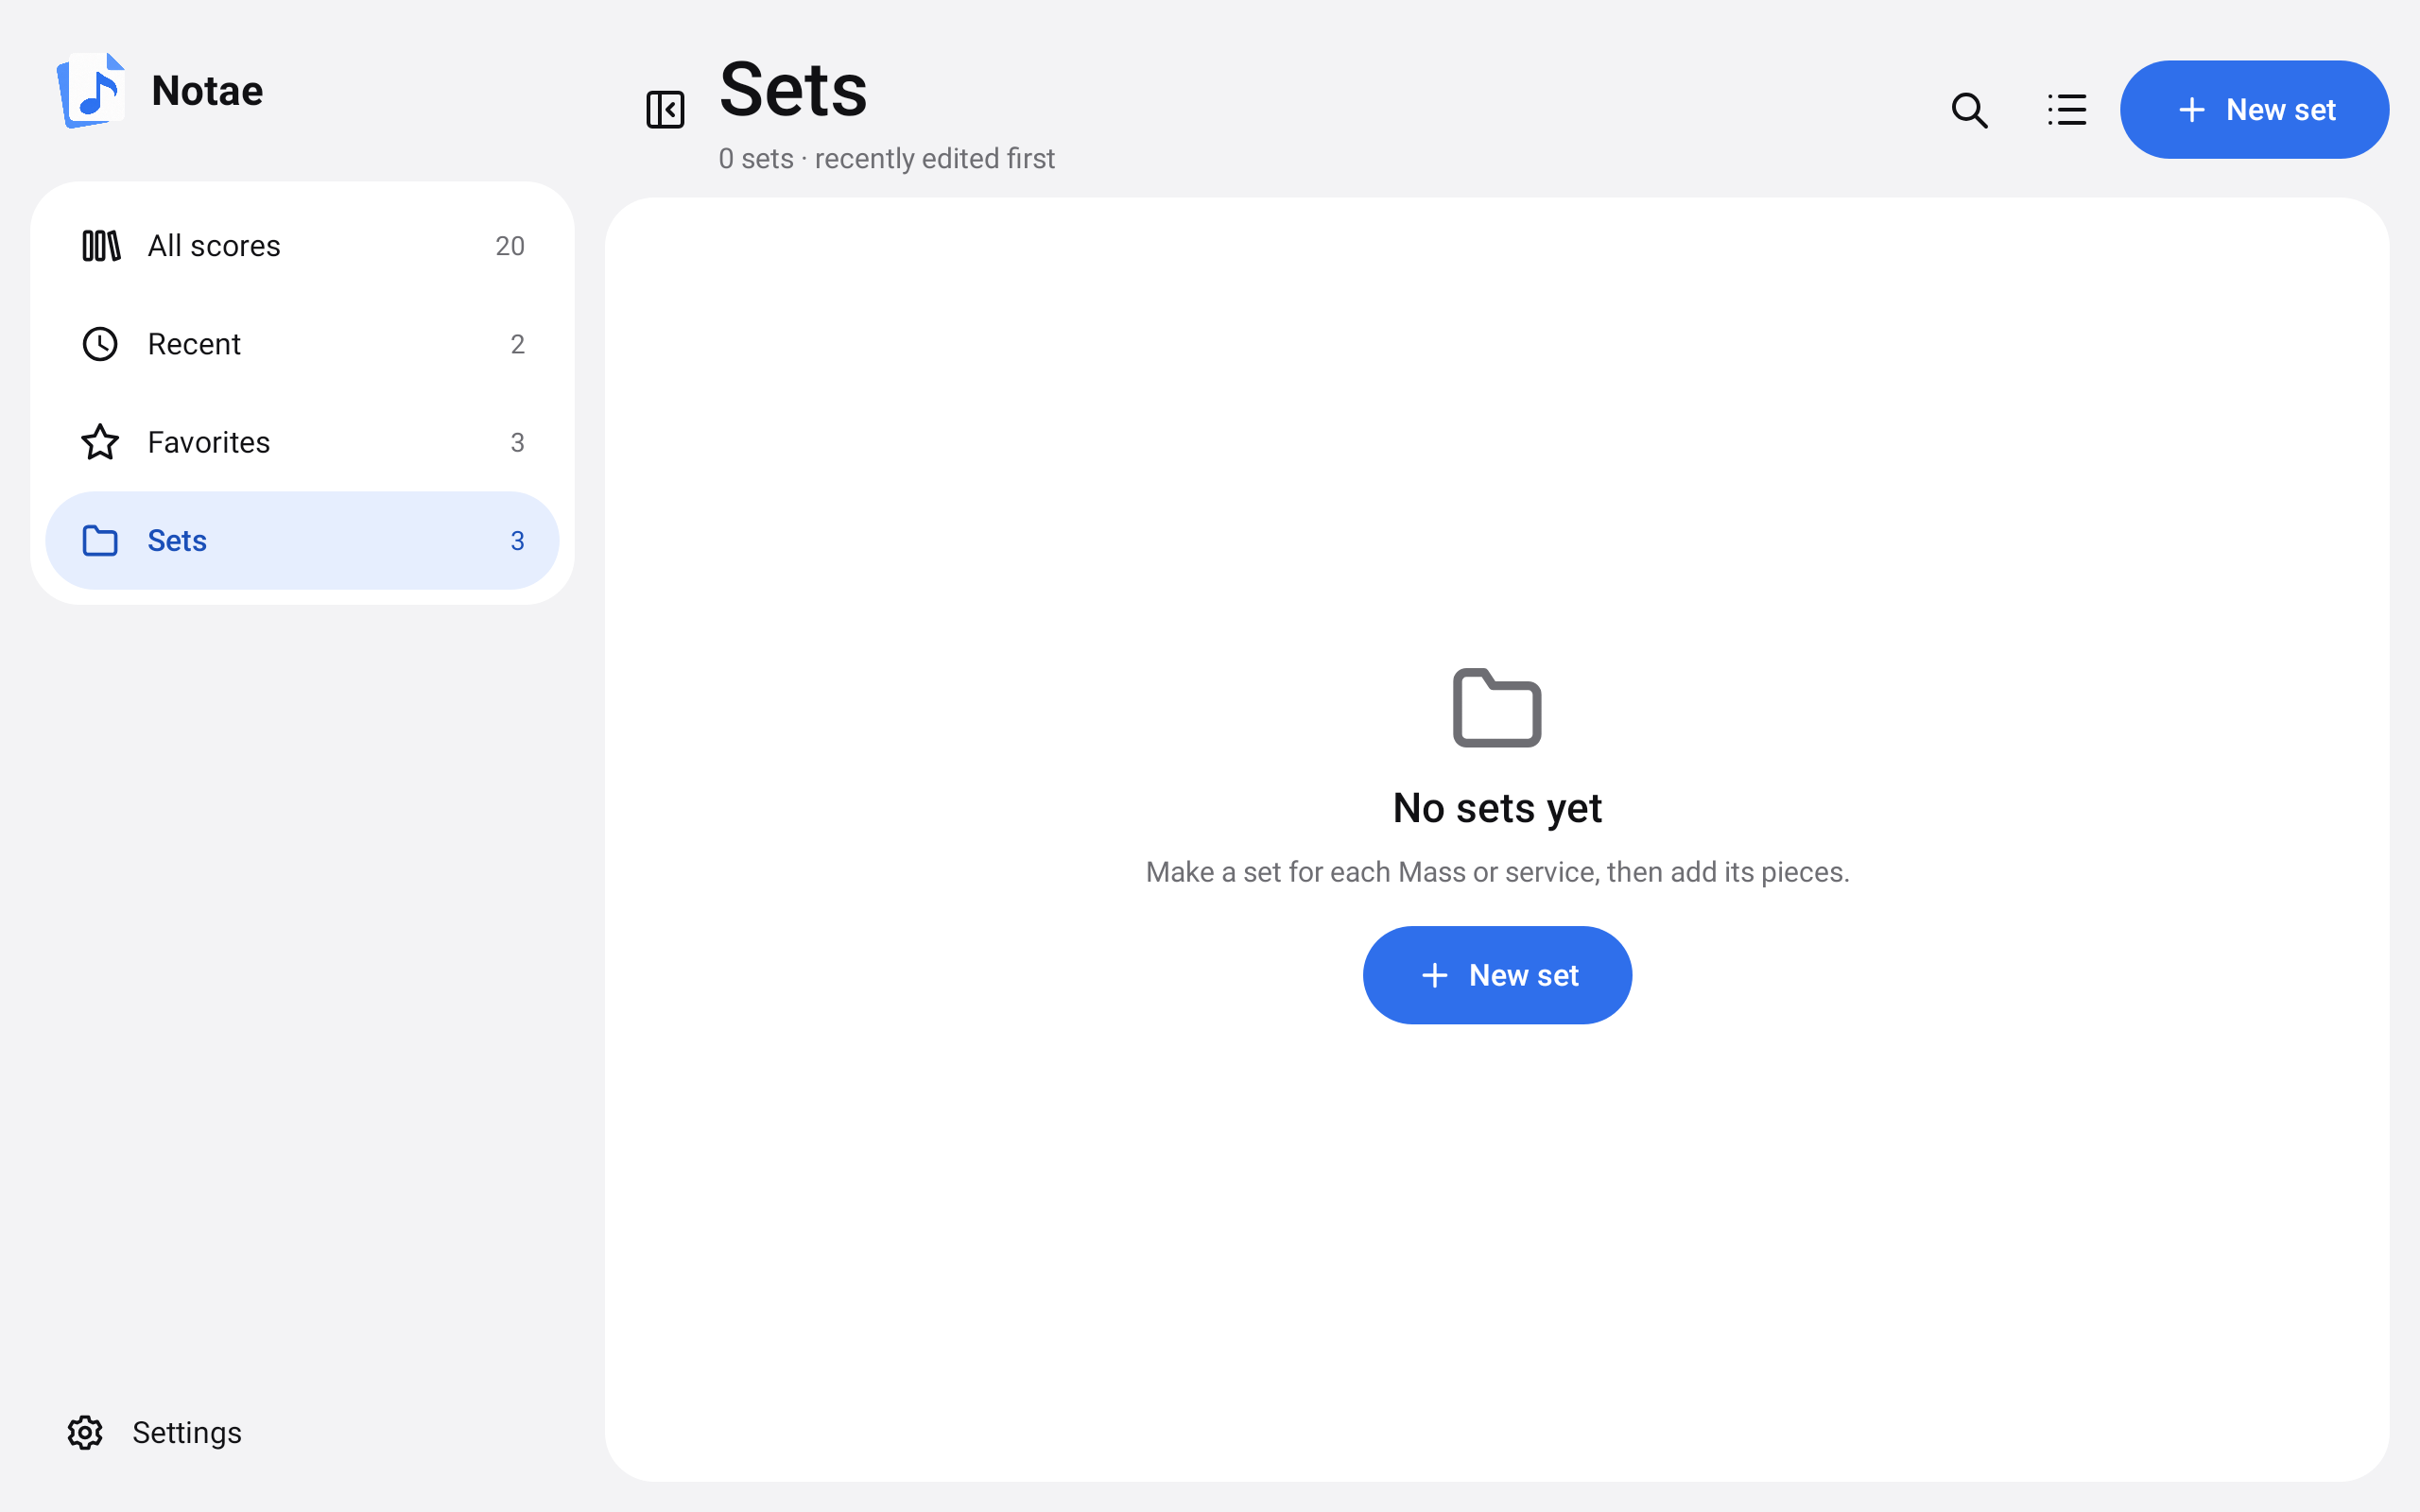 Notae
All scores 20
Recent 2
Favorites 3
Sets 3
Settings
Sets
0 sets · recently edited first
New set
No sets yet
Make a set for each Mass or service, then add its pieces.
New set